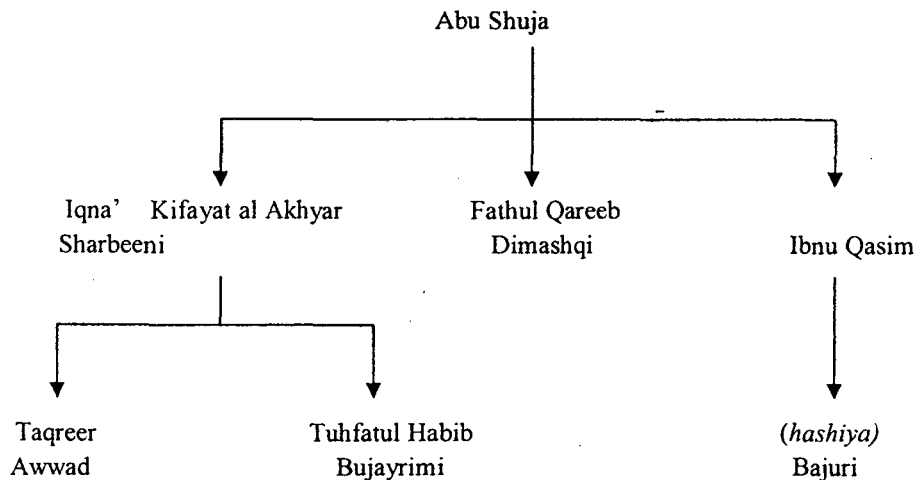 Abu Shuja
Iqna' Kifayat al Akhyar Fathul Qareeb
Sharbeeni Dimashqi Ibnu Qasim
Taqreer Tuhfatul Habib (hashiya)
Awwad Bujayrimi Bajuri